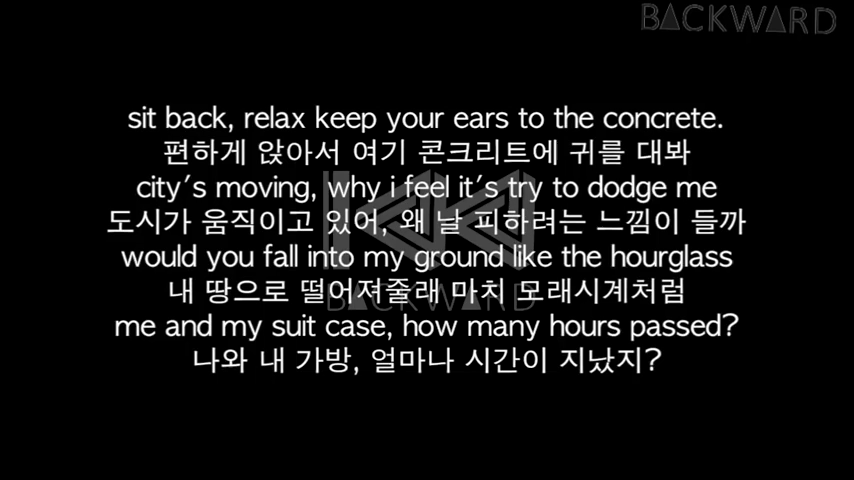 BACKWARD
sit back, relax keep your ears to the concrete.
편하게 앉아서 여기 콘크리트에 귀를 대봐
city's moving, why i feel it's try to dodge me
도시가 움직이고 있어, 왜 날 피하려는 느낌이 들까
would you fall into my ground like the hourglass
내 땅으로 떨어져줄래 마치 모래시계처럼
BACKWARD
me and my suit case, how many hours passed?
나와 내 가방, 얼마나 시간이 지났지?